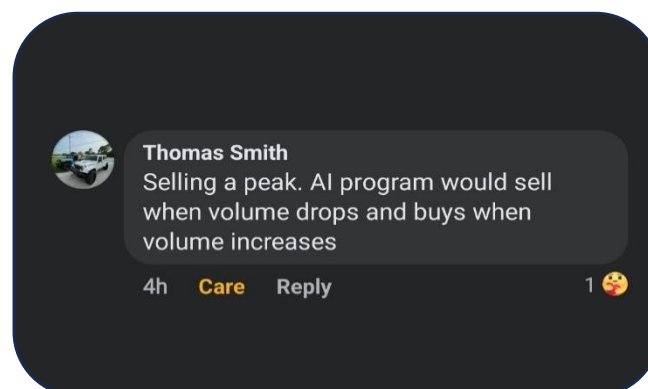 Thomas Smith
Selling a peak. AI program would sell
when volume drops and buys when
volume increases
4h Care Reply 1